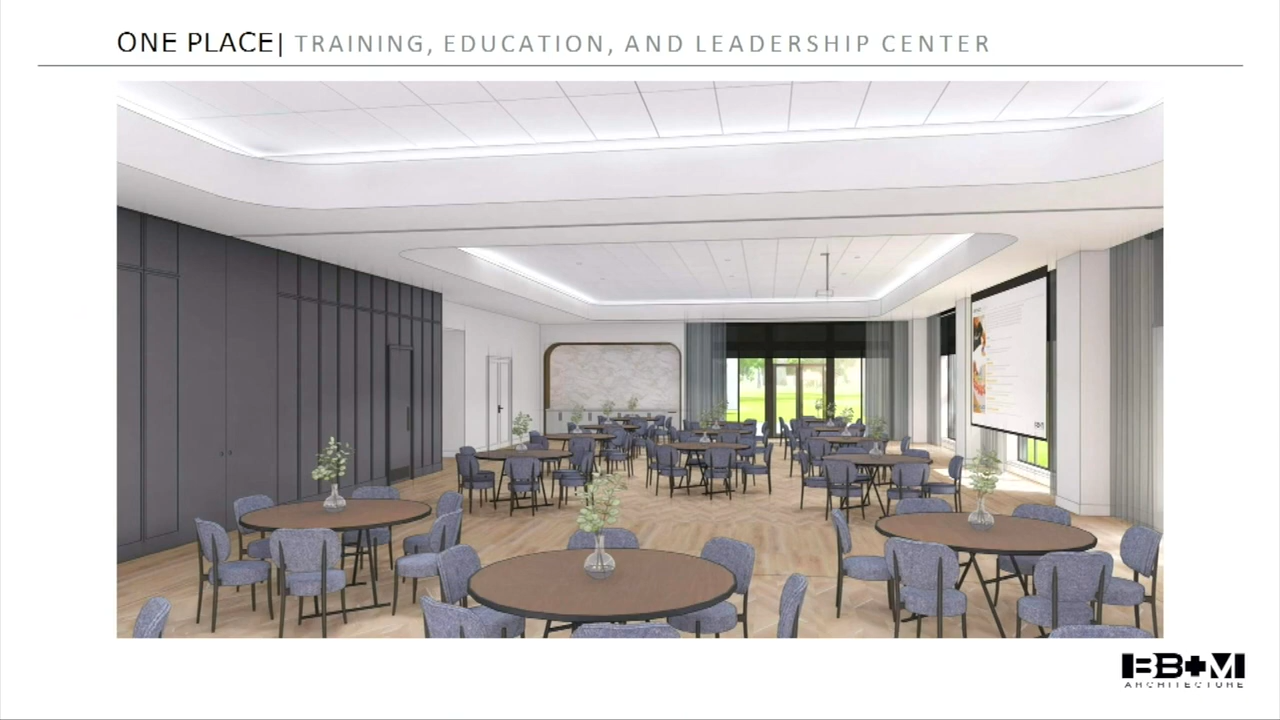 ONE PLACE| TRAINING, EDUCATION, AND LEADERSHIP CENTER
BB+M
ARCHITECTURE